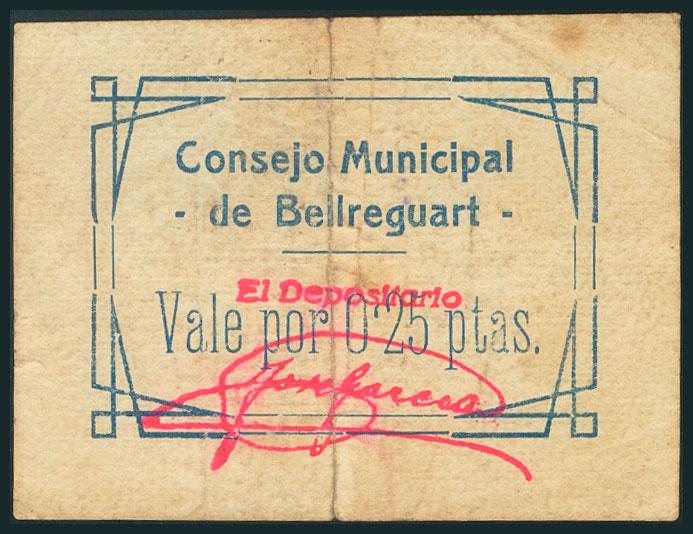 Consejo Municipal
- de Bellreguart -
El Depositario
Vale por 0'25 ptas.